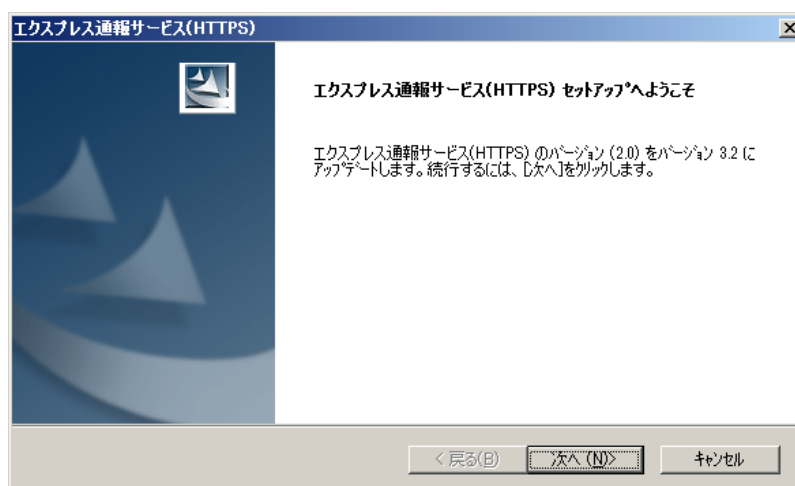 エクスプレス通報サービス(HTTPS)
エクスプレス通報サービス(HTTPS) セットアップへようこそ
エクスプレス通報サービス(HTTPS) のバージョン (2.0) をバージョン 3.2 に
アップデートします。続行するには、[次へ]をクリックします。
< 戻る(B)
次へ (N)>
キャンセル